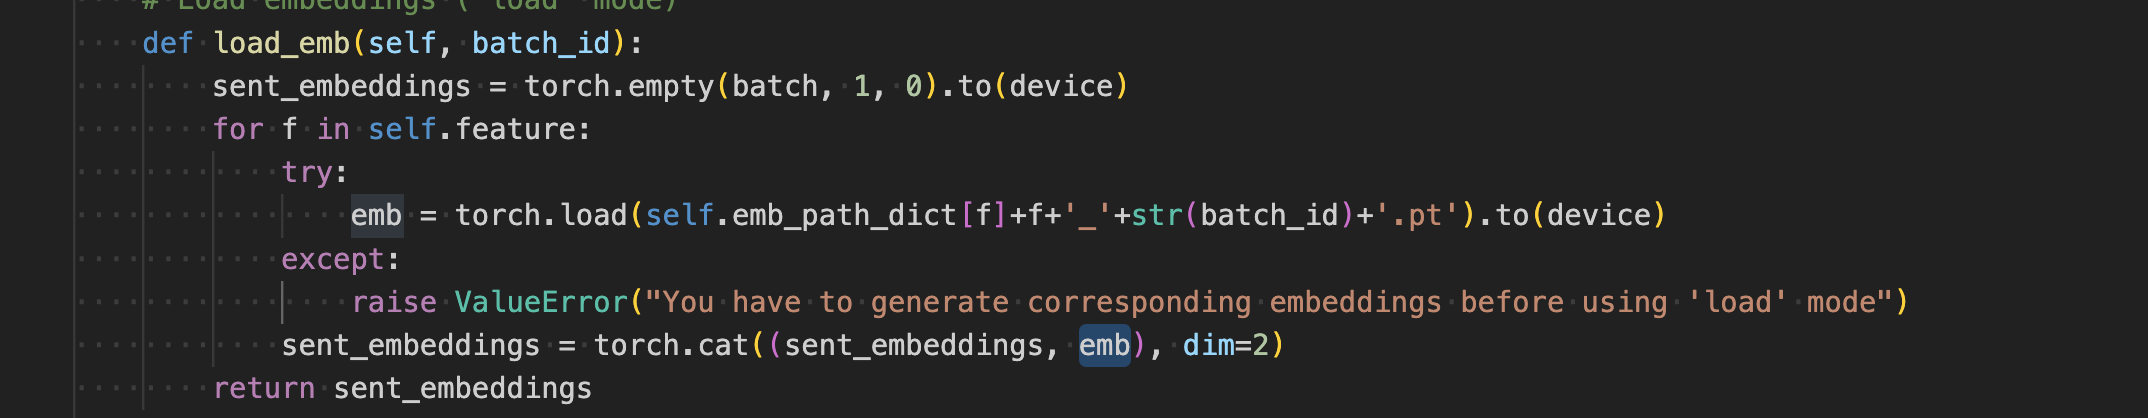 # Load embeddings ('load' mode)
def load_emb(self, batch_id):
sent_embeddings = torch.empty(batch, 1, 0).to(device)
for f in self.feature:
try:
emb = torch.load(self.emb_path_dict[f]+f+'_'+str(batch_id)+'.pt').to(device)
except:
raise ValueError("You have to generate corresponding embeddings before using 'load' mode")
sent_embeddings = torch.cat((sent_embeddings, emb), dim=2)
return sent_embeddings